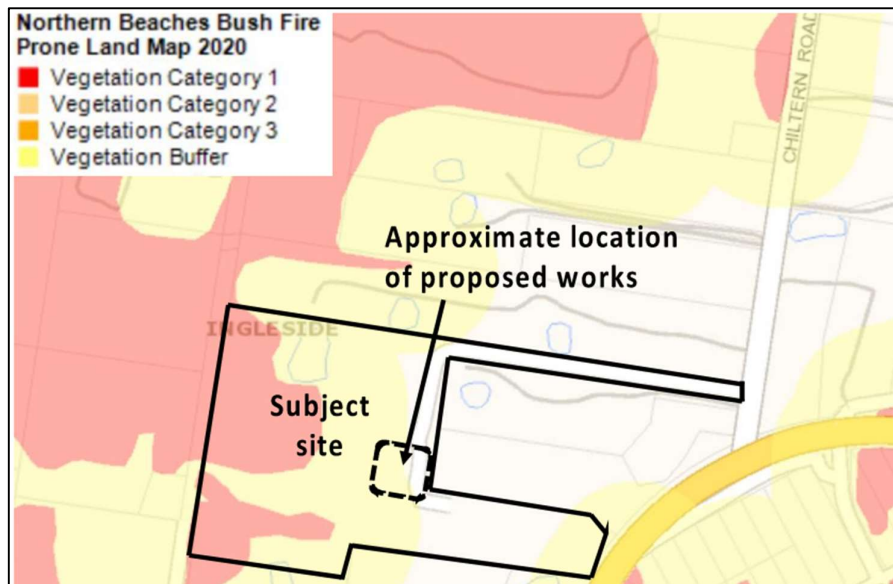 Northern Beaches Bush Fire
Prone Land Map 2020
Vegetation Category 1
Vegetation Category 2
Vegetation Category 3
Vegetation Buffer
CHILTERN ROAD
Approximate location
of proposed works
INGLESIDE
Subject
site